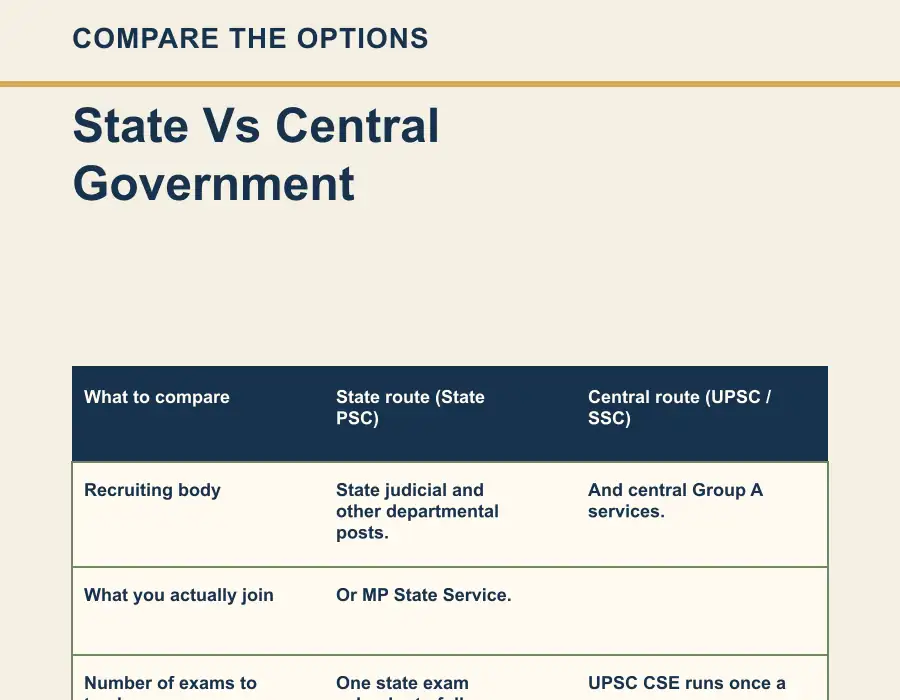 COMPARE THE OPTIONS
State Vs Central
Government
What to compare
State route (State
PSC)
Central route (UPSC /
SSC)
Recruiting body
State judicial and
other departmental
posts.
And central Group A
services.
What you actually join
Or MP State Service.
Number of exams to
One state exam
UPSC CSE runs once a